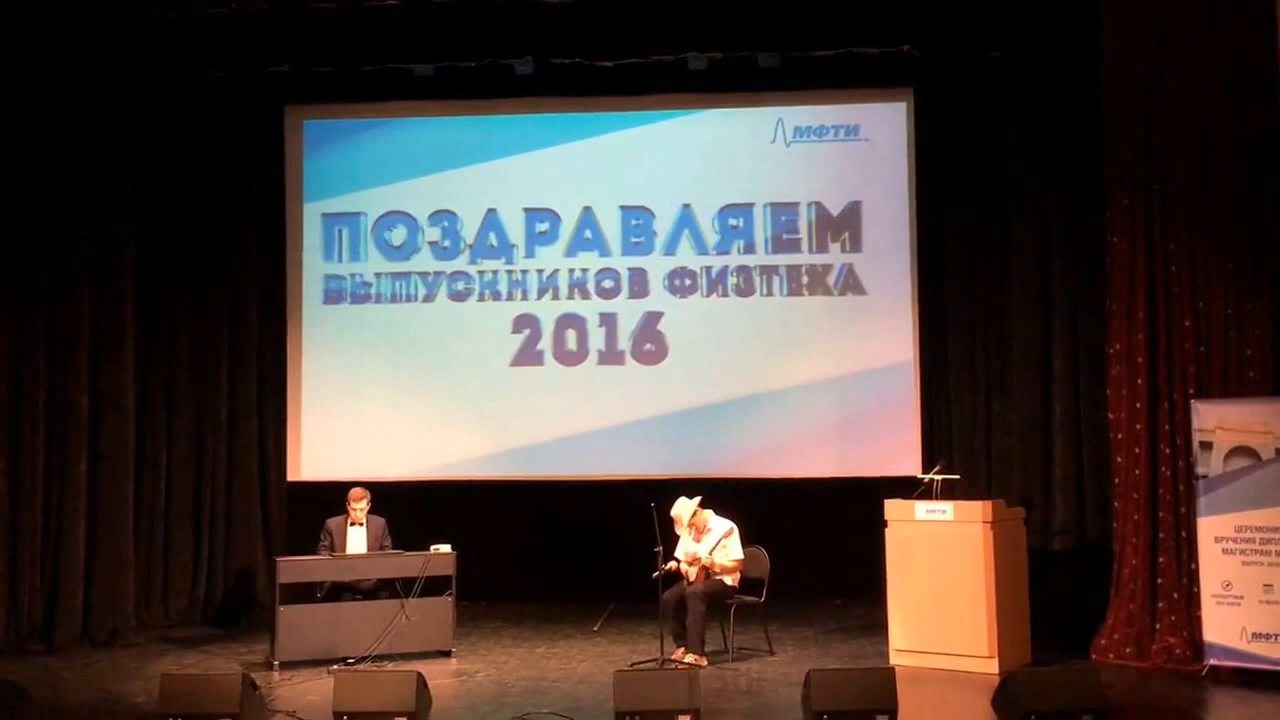 МФТИ
ПОЗДРАВЛЯЕМ
ВЫПУСКНИКОВ ФИЗТЕХА
2016
МФТИ
ЦЕРЕМОНИ
ВРУЧЕНИЯ ДИПЛ
МАГИСТРАМ М
МФТИ